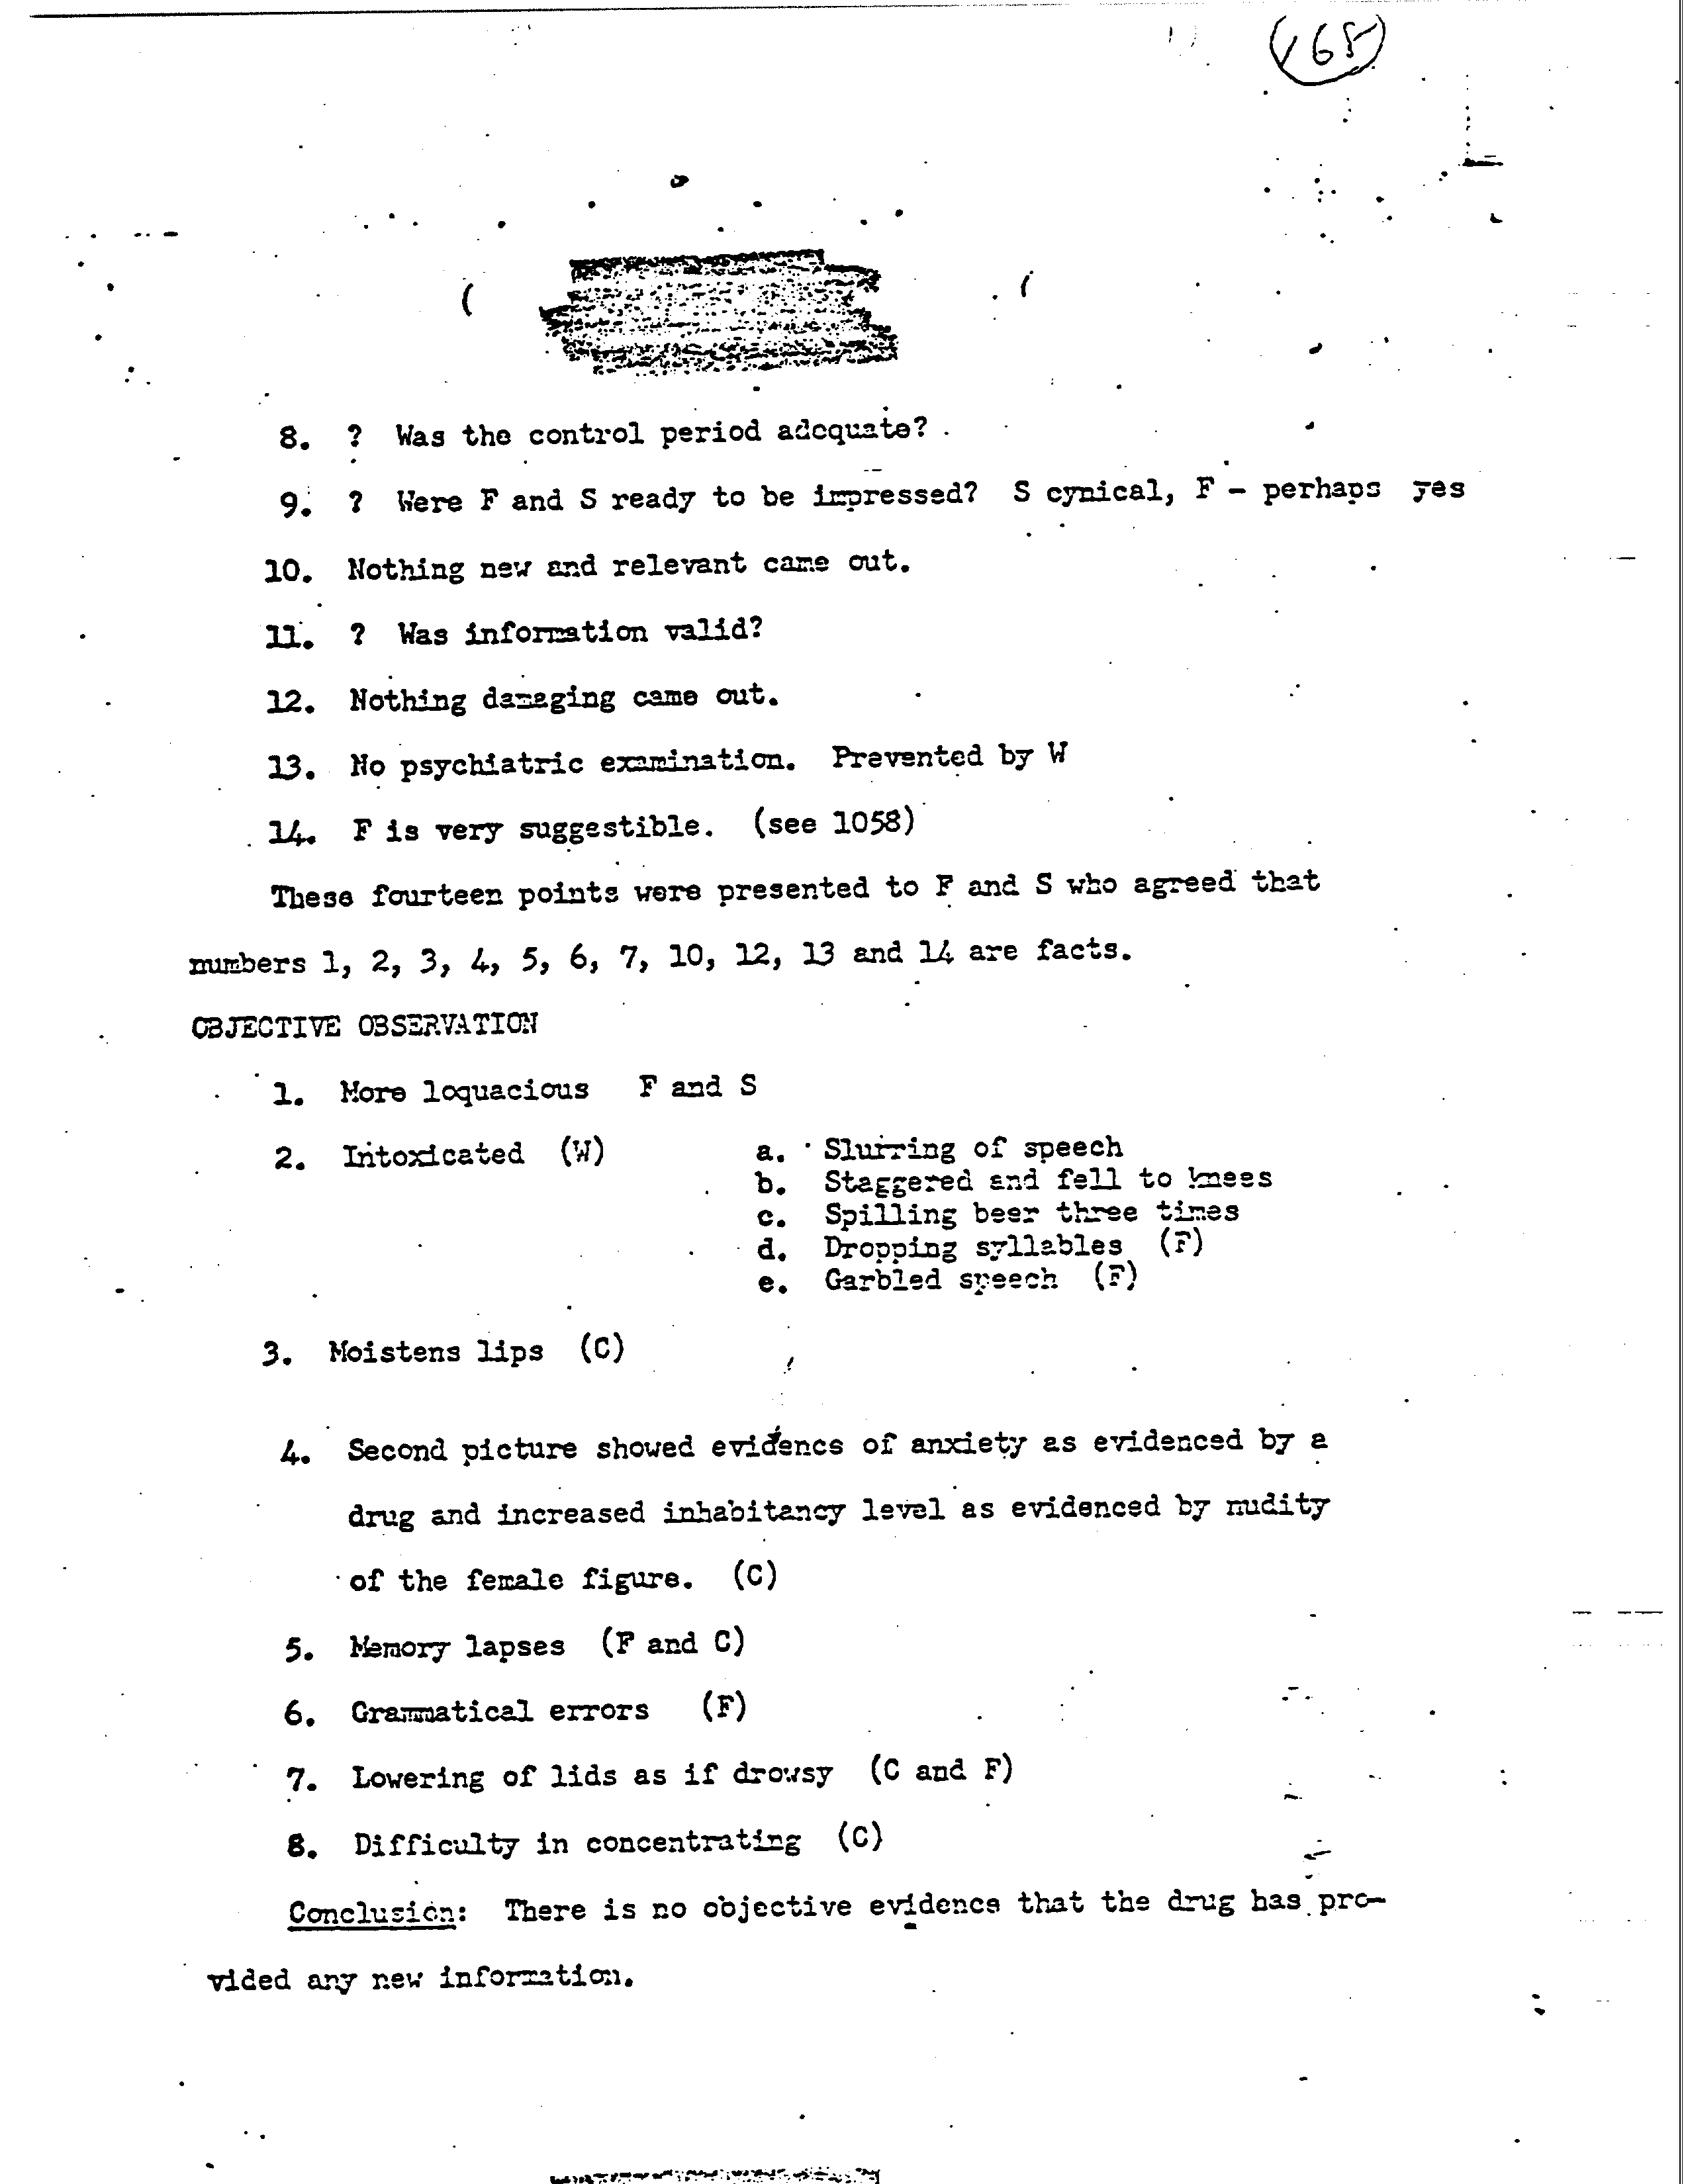 165
8. ? Was the control period adequate?
9. ? Were F and S ready to be impressed? S cynical, F - perhaps yes
10. Nothing new and relevant came out.
11. ? Was information valid?
12. Nothing damaging came out.
13. No psychiatric examination. Prevented by W
14. F is very suggestible. (see 1058)
These fourteen points were presented to F and S who agreed that
numbers 1, 2, 3, 4, 5, 6, 7, 10, 12, 13 and 14 are facts.
OBJECTIVE OBSERVATION
1. More loquacious F and S
2. Intoxicated (W) a. Slurring of speech
b. Staggered and fell to knees
c. Spilling beer three times
d. Dropping syllables (F)
e. Garbled speech (F)
3. Moistens lips (C)
4. Second picture showed evidence of anxiety as evidenced by a
drug and increased inhabitancy level as evidenced by nudity
of the female figure. (C)
5. Memory lapses (F and C)
6. Grammatical errors (F)
7. Lowering of lids as if drowsy (C and F)
8. Difficulty in concentrating (C)
Conclusion: There is no objective evidence that the drug has pro-
vided any new information.